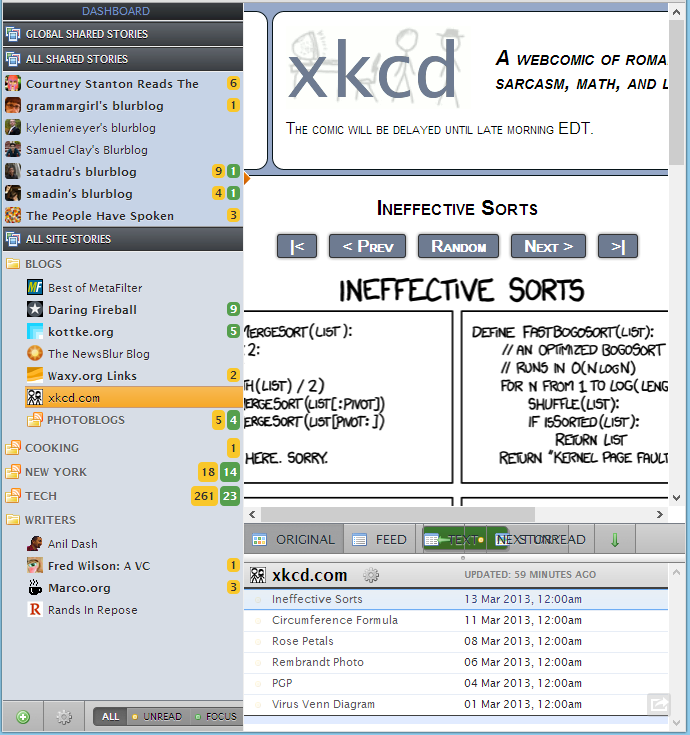 DASHBOARD
GLOBAL SHARED STORIES
ALL SHARED STORIES
Courtney Stanton Reads The 6
grammargirl's blurblog 1
kyleniemeyer's blurblog
Samuel Clay's blurblog
satadru's blurblog 9 1
smadin's blurblog 4 1
The People Have Spoken 3
ALL SITE STORIES
BLOGS
MF Best of MetaFilter
Daring Fireball 9
kottke.org 5
The NewsBlur Blog
Waxy.org Links 2
xkcd.com
PHOTOBLOGS 5 4
COOKING 1
NEW YORK 18 14
TECH 261 23
WRITERS
Anil Dash
Fred Wilson: A VC 1
Marco.org 3
R Rands In Repose
ALL UNREAD FOCUS
xkcd
A WEBCOMIC OF ROMA
SARCASM, MATH, AND L
THE COMIC WILL BE DELAYED UNTIL LATE MORNING EDT.
INEFFECTIVE SORTS
|< < PREV RANDOM NEXT > >|
INEFFECTIVE SORTS
MERGESORT(LIST):
2:
TH(LIST) / 2)
ERGESORT(LIST[:PIVOT])
ERGESORT(LIST[PIVOT:])
HERE. SORRY.
DEFINE FASTBOGOSORT(LIST):
// AN OPTIMIZED BOGOSORT
// RUNS IN O(NLOGN)
FOR N FROM 1 TO LOG(LENG
SHUFFLE(LIST):
IF ISSORTED(LIST):
RETURN LIST
RETURN "KERNEL PAGE FAULT
ORIGINAL FEED TEXT STORY NEXT UNREAD
xkcd.com UPDATED: 59 MINUTES AGO
Ineffective Sorts 13 Mar 2013, 12:00am
Circumference Formula 11 Mar 2013, 12:00am
Rose Petals 08 Mar 2013, 12:00am
Rembrandt Photo 06 Mar 2013, 12:00am
PGP 04 Mar 2013, 12:00am
Virus Venn Diagram 01 Mar 2013, 12:00am